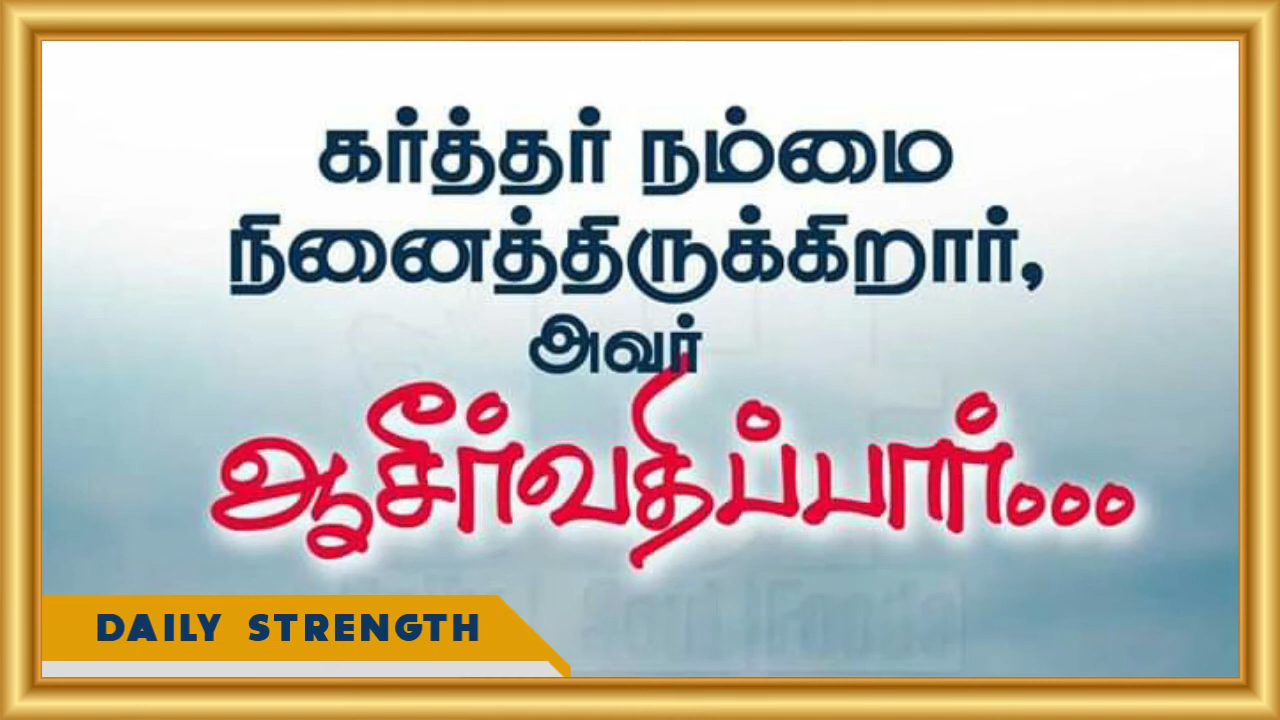 கர்த்தர் நம்மை
நினைத்திருக்கிறார்,
அவர்
ஆசீர்வதிப்பார்...
DAILY STRENGTH